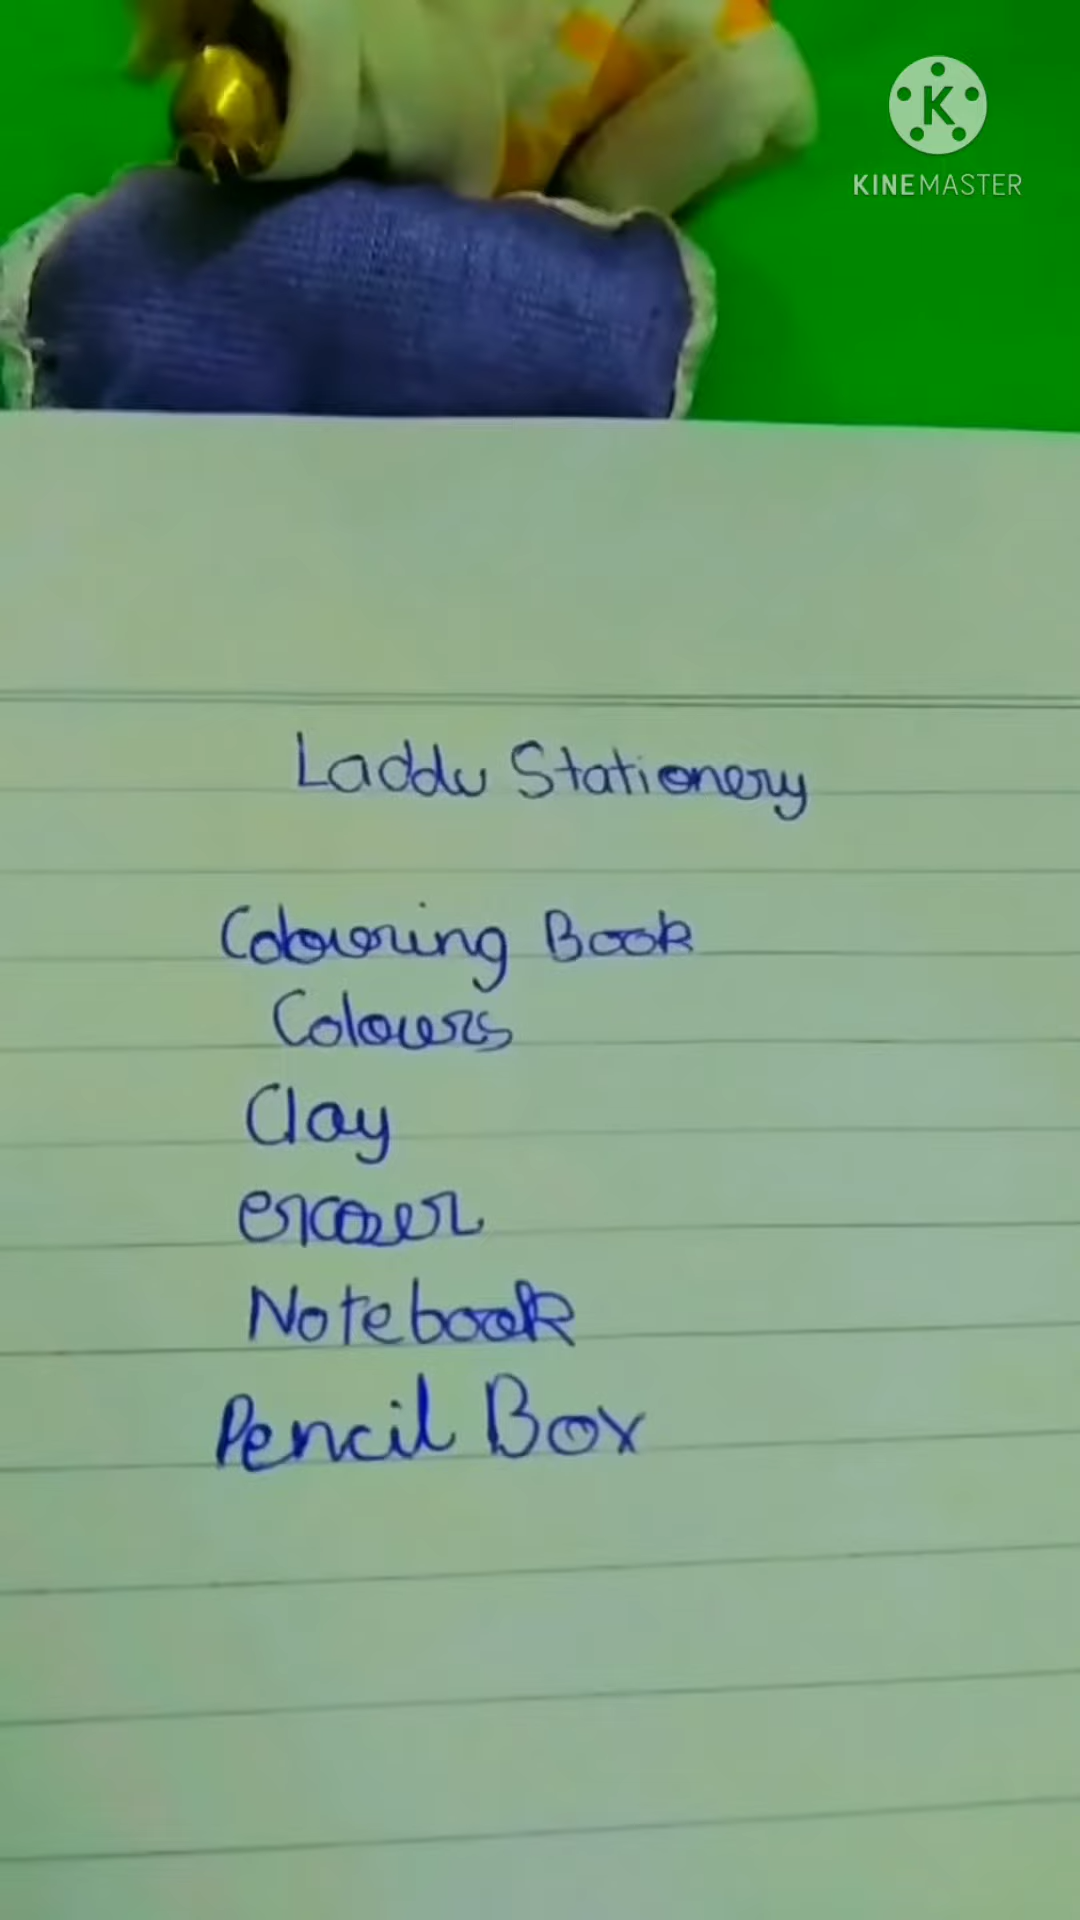 K
KINEMASTER
Laddu Stationery
Colouring Book
Colours
Clay
eraser
Notebook
Pencil Box